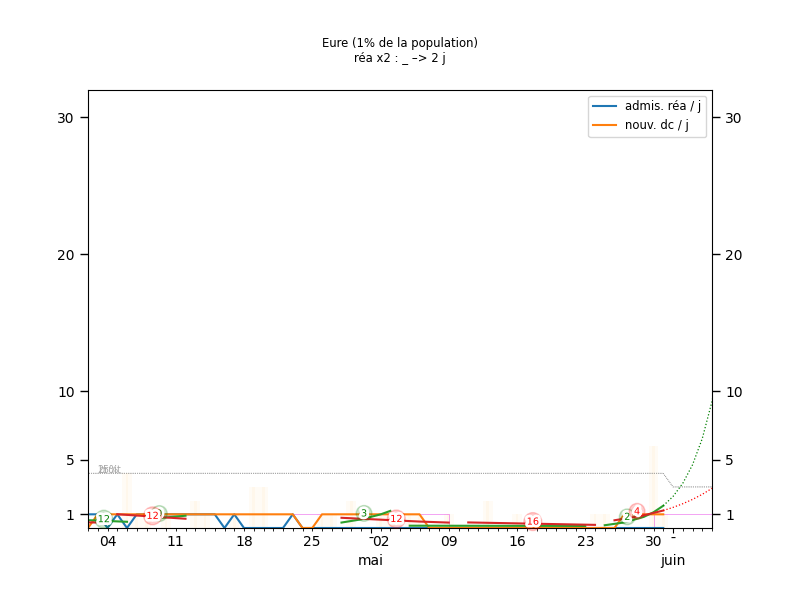 Eure (1% de la population)
réa x2 : _ –> 2 j
admis. réa / j
nouv. dc / j
30 30
20 20
10 10
5 5
1 1
12 12 3 12 16 2 4
04 11 18 25 02 09 16 23 30
mai juin